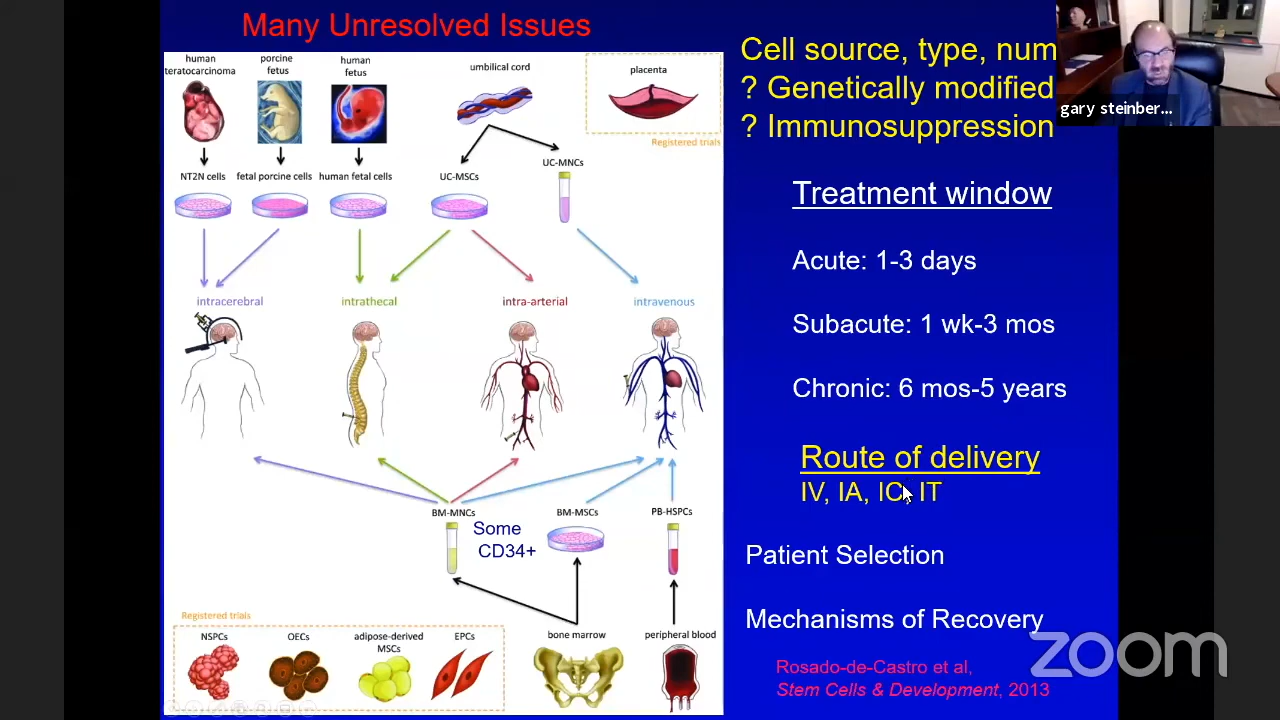 Many Unresolved Issues
human teratocarcinoma
porcine fetus
human fetus
umbilical cord
placenta
Registered trials
NT2N cells
fetal porcine cells
human fetal cells
UC-MSCs
UC-MNCs
intracerebral
intrathecal
intra-arterial
intravenous
BM-MNCs
Some
CD34+
BM-MSCs
PB-HSPCs
Registered trials
NSPCs
OECs
adipose-derived
MSCs
EPCs
bone marrow
peripheral blood
Cell source, type, num
? Genetically modified
? Immunosuppression
gary steinber...
Treatment window
Acute: 1-3 days
Subacute: 1 wk-3 mos
Chronic: 6 mos-5 years
Route of delivery
IV, IA, IC, IT
Patient Selection
Mechanisms of Recovery
Rosado-de-Castro et al,
Stem Cells & Development, 2013
zoom